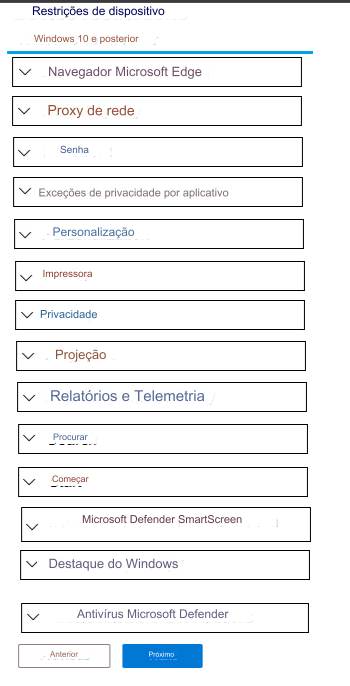 Restrições de dispositivo
Windows 10 e posterior
Navegador Microsoft Edge
Proxy de rede
Senha
Exceções de privacidade por aplicativo
Personalização
Impressora
Privacidade
Projeção
Relatórios e Telemetria
Procurar
Começar
Microsoft Defender SmartScreen
Destaque do Windows
Antivírus Microsoft Defender
Anterior
Próximo